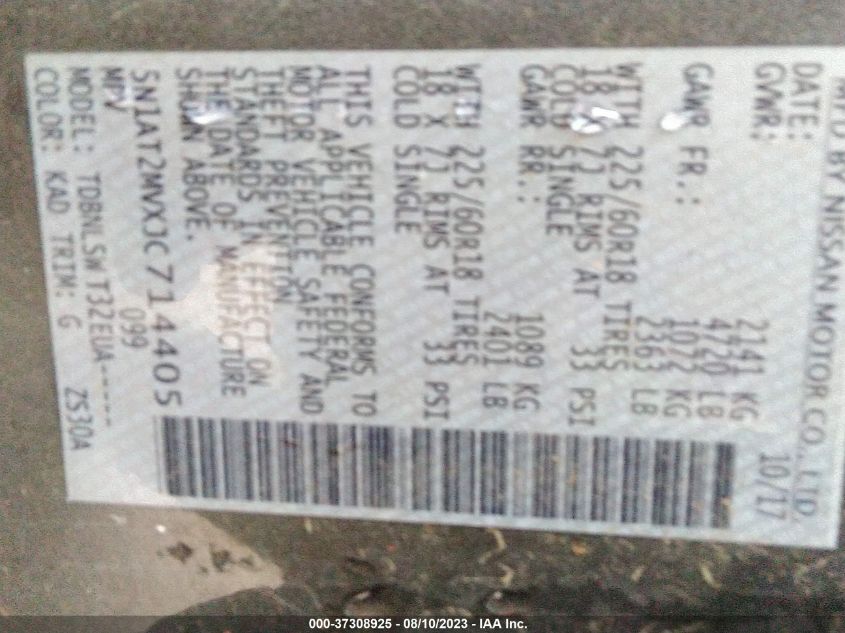 MFD BY NISSAN MOTOR CO., LTD.
DATE: 10/17
GVWR: 2141 KG
4720 LB
GAWR FR.: 1072 KG
2363 LB
WITH 225/60R18 TIRES
18 X 7J RIMS AT 33 PSI
COLD SINGLE
GAWR RR.: 1089 KG
2401 LB
WITH 225/60R18 TIRES
18 X 7J RIMS AT 33 PSI
COLD SINGLE
THIS VEHICLE CONFORMS TO
ALL APPLICABLE FEDERAL
MOTOR VEHICLE SAFETY AND
THEFT PREVENTION
STANDARDS IN EFFECT ON
THE DATE OF MANUFACTURE
SHOWN ABOVE.
5N1AT2MVXJC714405
MPV 099
MODEL: TDBNLSWT32EUA-----
COLOR: KAD TRIM: G ZS30A
000-37308925 - 08/10/2023 - IAA Inc.